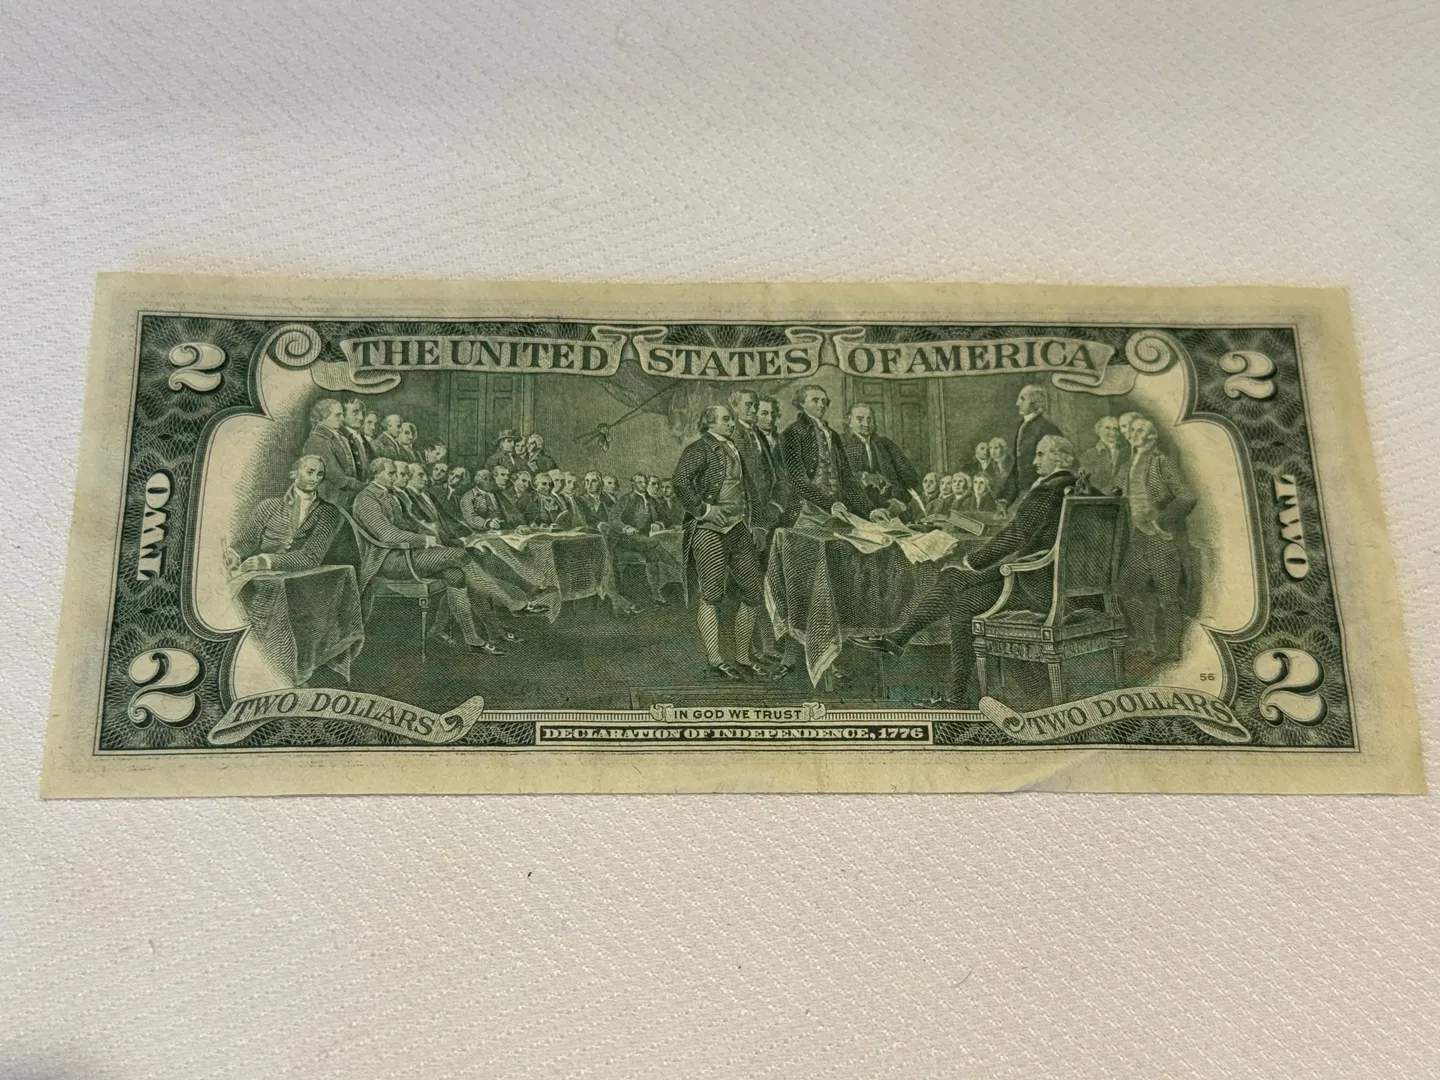 THE UNITED STATES OF AMERICA
2
2
TWO
TWO
56
2
2
TWO DOLLARS
IN GOD WE TRUST
TWO DOLLARS
DECLARATION OF INDEPENDENCE, 1776